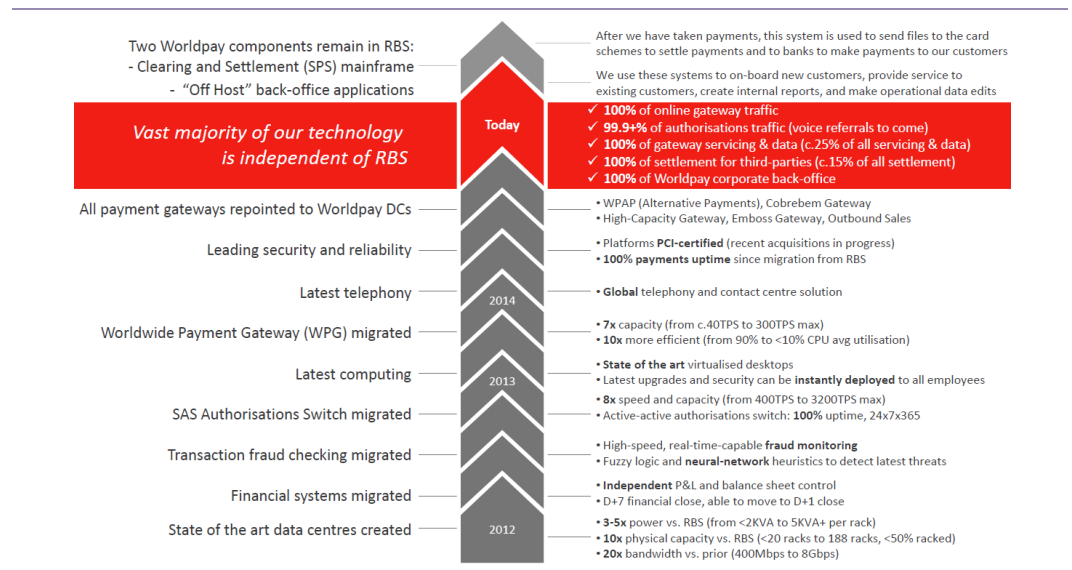 Two Worldpay components remain in RBS:
- Clearing and Settlement (SPS) mainframe
- “Off Host” back-office applications
After we have taken payments, this system is used to send files to the card
schemes to settle payments and to banks to make payments to our customers
We use these systems to on-board new customers, provide service to
existing customers, create internal reports, and make operational data edits
Vast majority of our technology
is independent of RBS
Today
✓ 100% of online gateway traffic
✓ 99.9+% of authorisations traffic (voice referrals to come)
✓ 100% of gateway servicing & data (c.25% of all servicing & data)
✓ 100% of settlement for third-parties (c.15% of all settlement)
✓ 100% of Worldpay corporate back-office
All payment gateways repointed to Worldpay DCs
• WPAP (Alternative Payments), Cobrebem Gateway
• High-Capacity Gateway, Emboss Gateway, Outbound Sales
Leading security and reliability
• Platforms PCI-certified (recent acquisitions in progress)
• 100% payments uptime since migration from RBS
Latest telephony
2014
• Global telephony and contact centre solution
Worldwide Payment Gateway (WPG) migrated
• 7x capacity (from c.40TPS to 300TPS max)
• 10x more efficient (from 90% to <10% CPU avg utilisation)
Latest computing
2013
• State of the art virtualised desktops
• Latest upgrades and security can be instantly deployed to all employees
SAS Authorisations Switch migrated
• 8x speed and capacity (from 400TPS to 3200TPS max)
• Active-active authorisations switch: 100% uptime, 24x7x365
Transaction fraud checking migrated
• High-speed, real-time-capable fraud monitoring
• Fuzzy logic and neural-network heuristics to detect latest threats
Financial systems migrated
• Independent P&L and balance sheet control
• D+7 financial close, able to move to D+1 close
State of the art data centres created
2012
• 3-5x power vs. RBS (from <2KVA to 5KVA+ per rack)
• 10x physical capacity vs. RBS (<20 racks to 188 racks, <50% racked)
• 20x bandwidth vs. prior (400Mbps to 8Gbps)